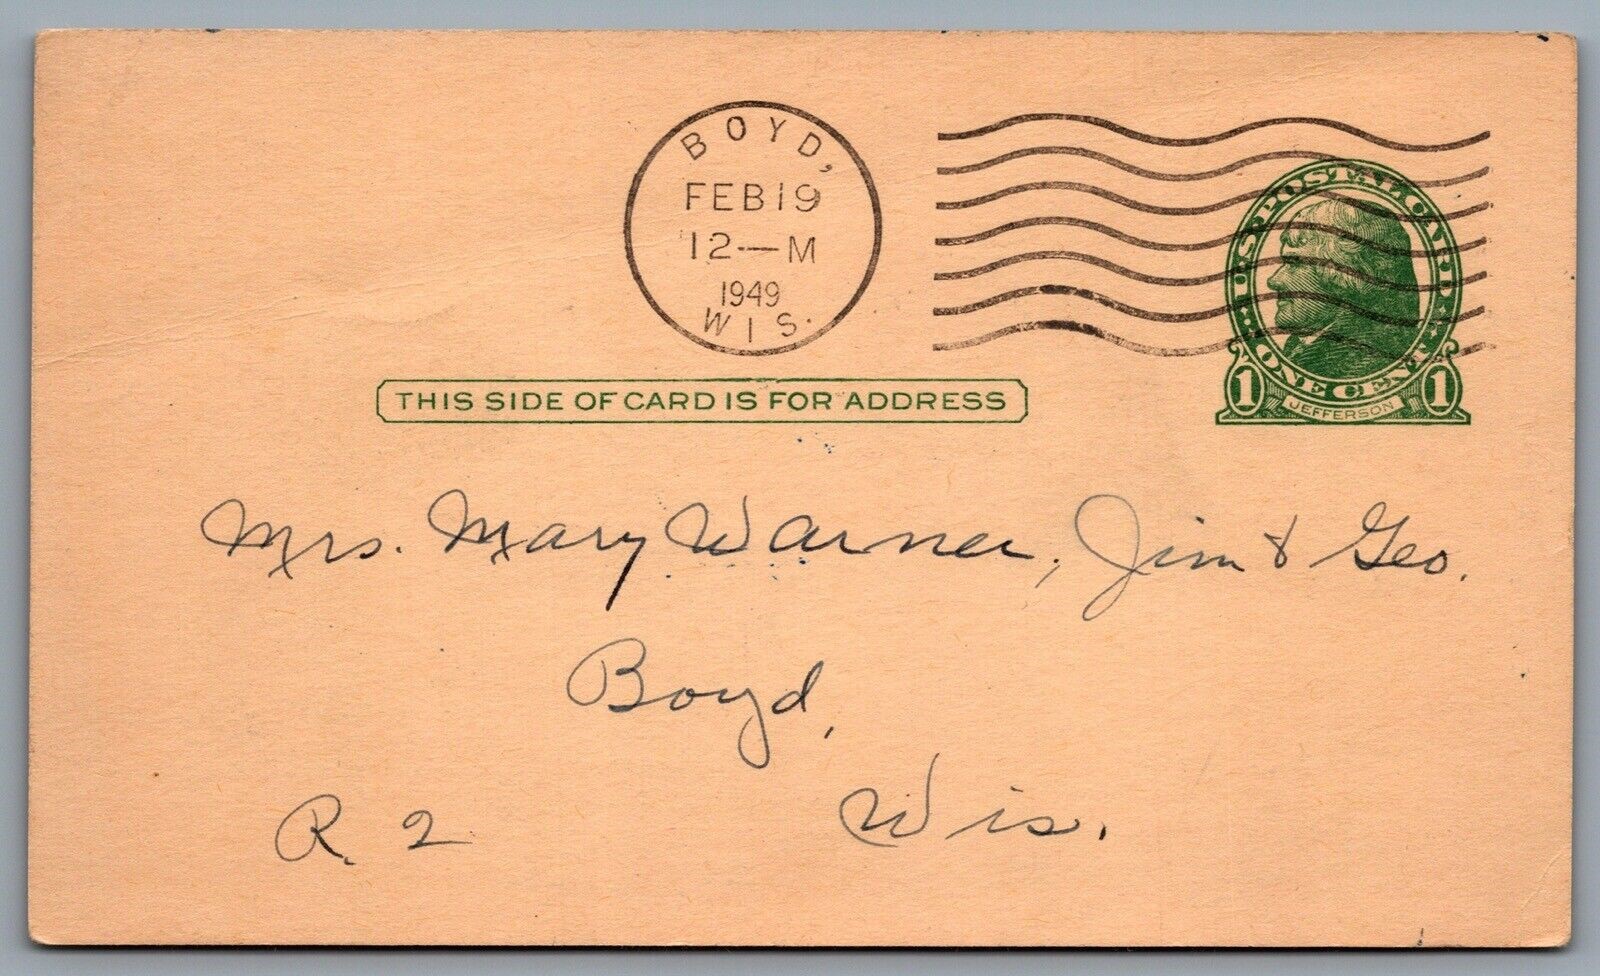 BOYD,
FEB 19
12—M
1949
WIS.
U.S. POSTAL CARD
ONE CENT
1 JEFFERSON 1
THIS SIDE OF CARD IS FOR ADDRESS
Mrs. Mary Warner, Jim & Geo.
Boyd,
R. 2 Wis.